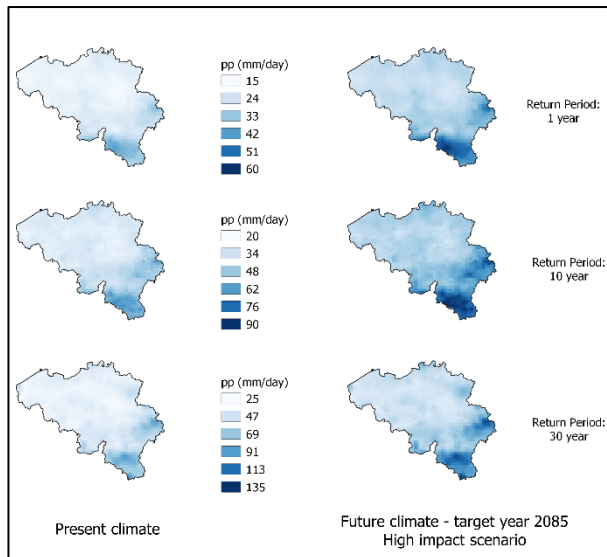 pp (mm/day)
15
24
33
42
51
60
Return Period:
1 year
pp (mm/day)
20
34
48
62
76
90
Return Period:
10 year
pp (mm/day)
25
47
69
91
113
135
Return Period:
30 year
Present climate
Future climate - target year 2085
High impact scenario